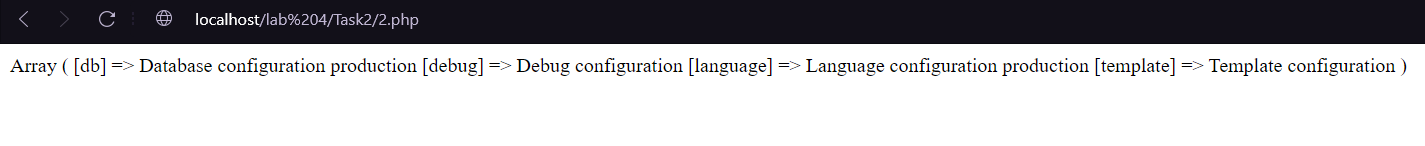 localhost/lab%204/Task2/2.php
Array ( [db] => Database configuration production [debug] => Debug configuration [language] => Language configuration production [template] => Template configuration )